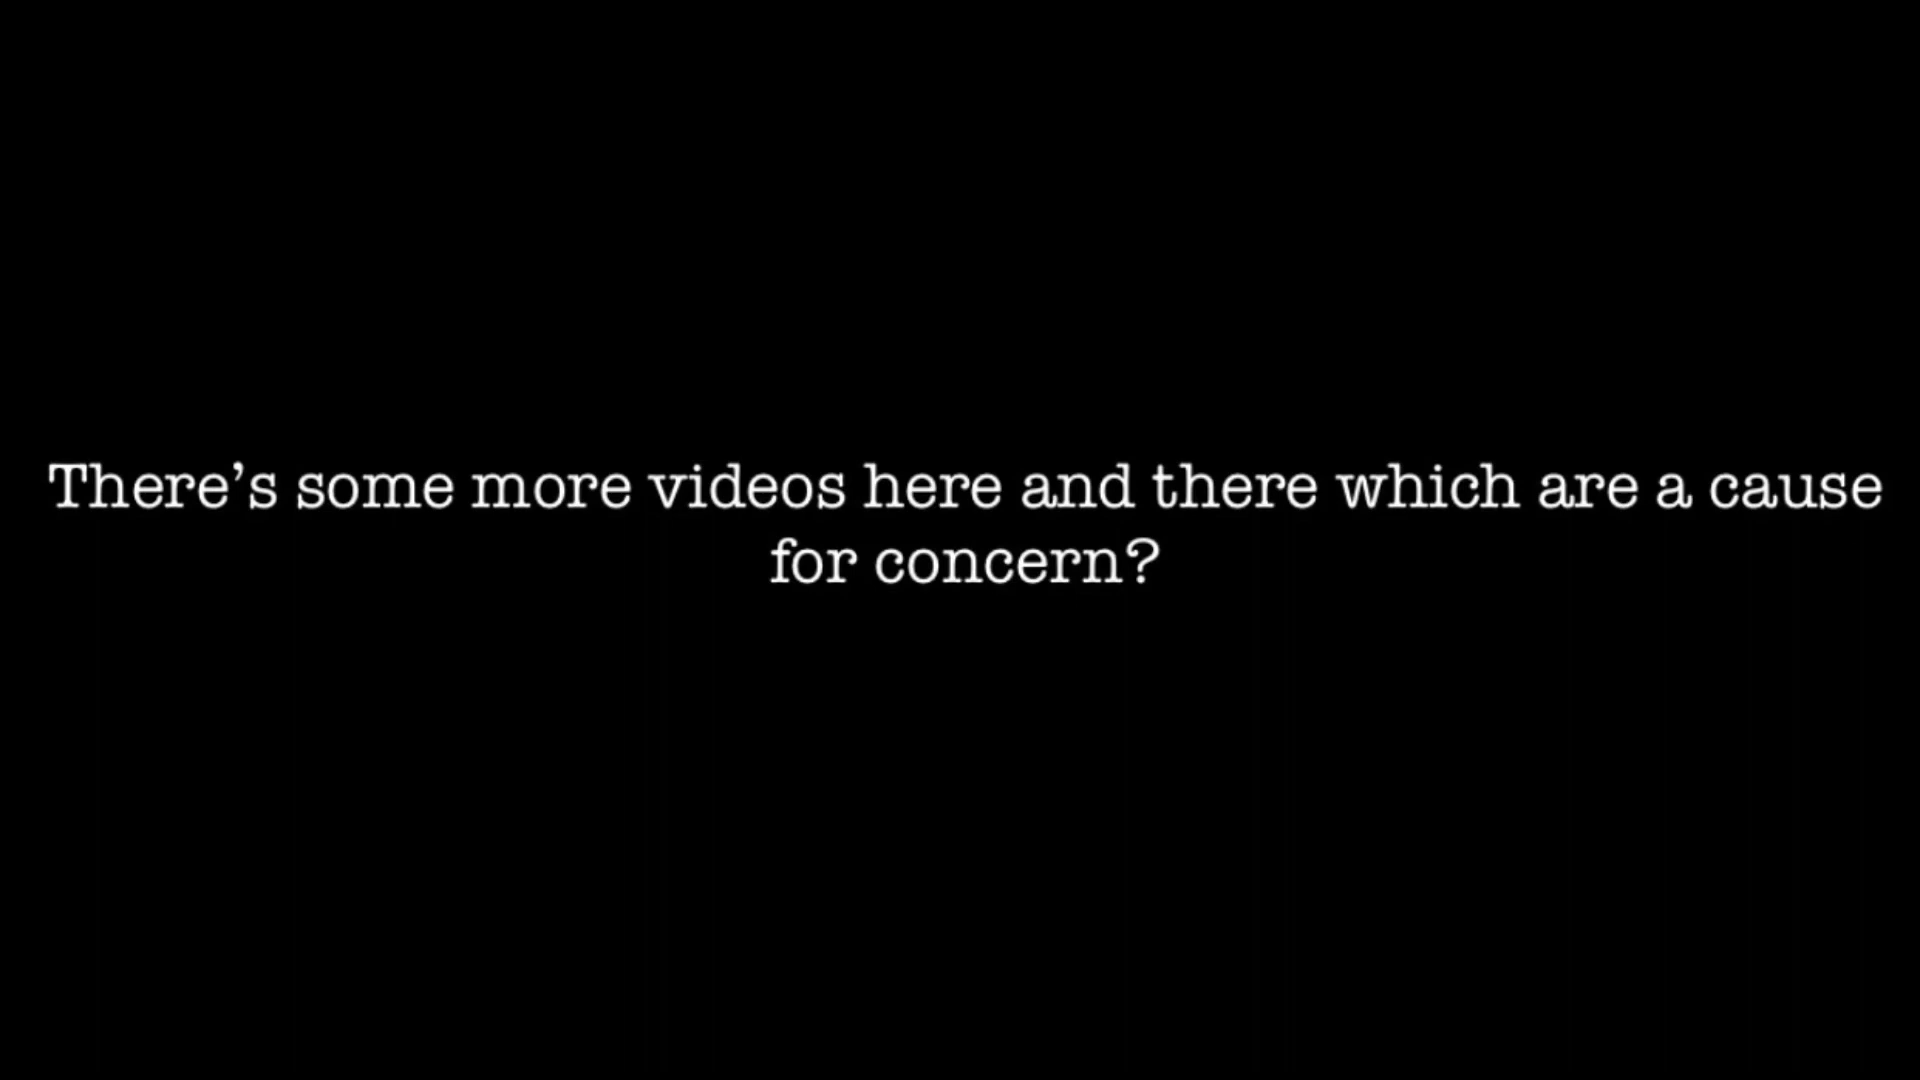 There’s some more videos here and there which are a cause
for concern?